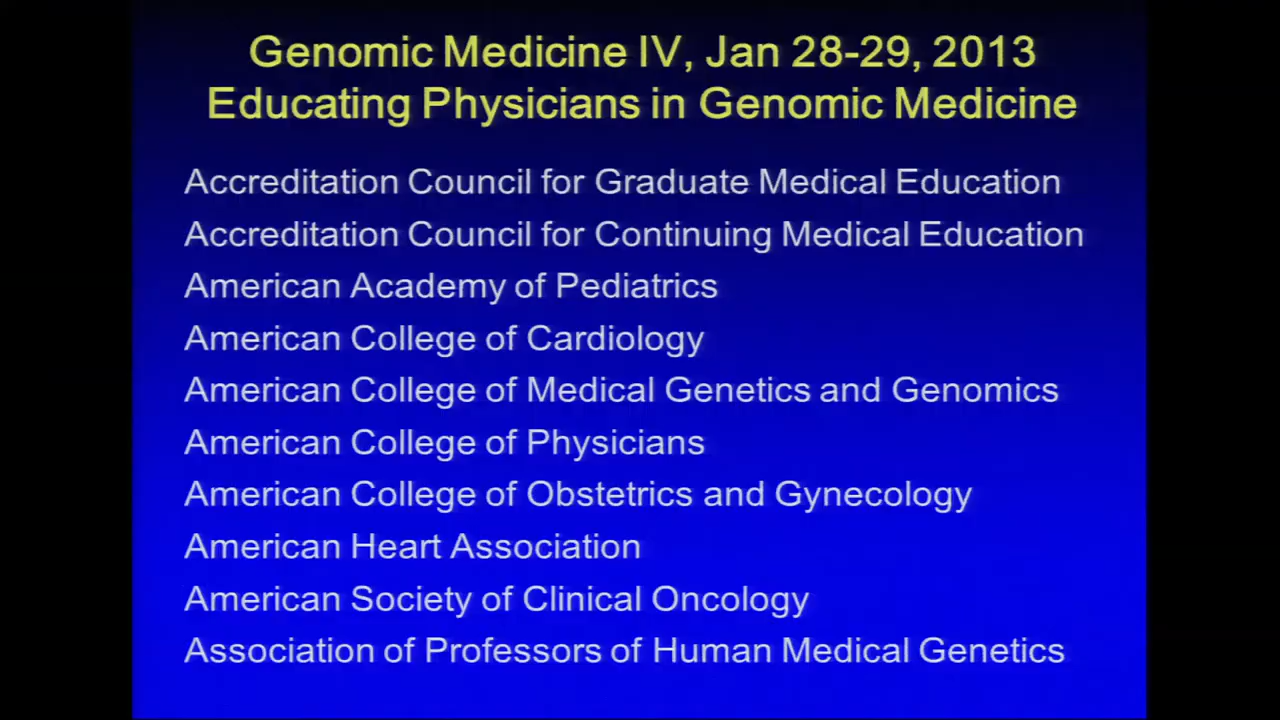 Genomic Medicine IV, Jan 28-29, 2013
Educating Physicians in Genomic Medicine
Accreditation Council for Graduate Medical Education
Accreditation Council for Continuing Medical Education
American Academy of Pediatrics
American College of Cardiology
American College of Medical Genetics and Genomics
American College of Physicians
American College of Obstetrics and Gynecology
American Heart Association
American Society of Clinical Oncology
Association of Professors of Human Medical Genetics